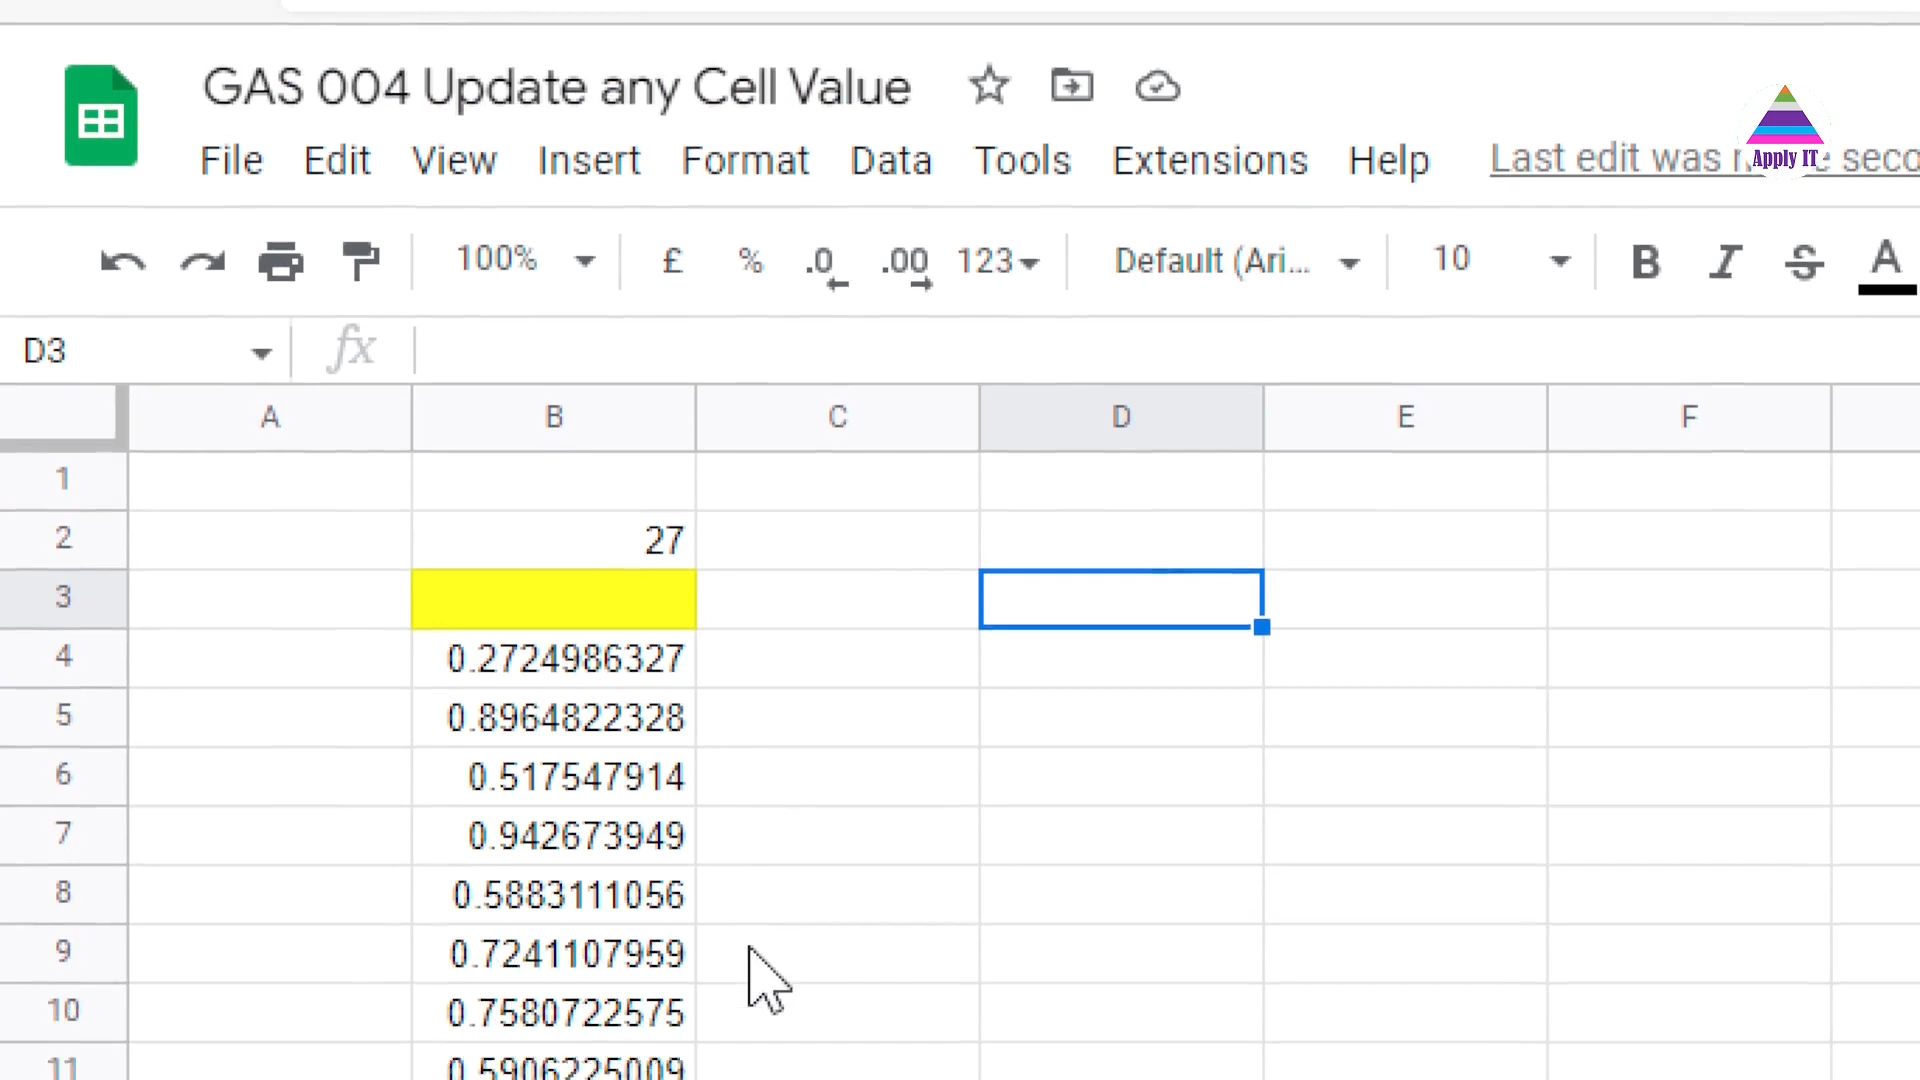 GAS 004 Update any Cell Value
File Edit View Insert Format Data Tools Extensions Help Last edit was
Apply IT
100% £ % .0 .00 123 Default (Ari... 10 B I S A
D3 fx
A B C D E F
1
2 27
3
4 0.2724986327
5 0.8964822328
6 0.517547914
7 0.942673949
8 0.5883111056
9 0.7241107959
10 0.7580722575
11 0.5906225009